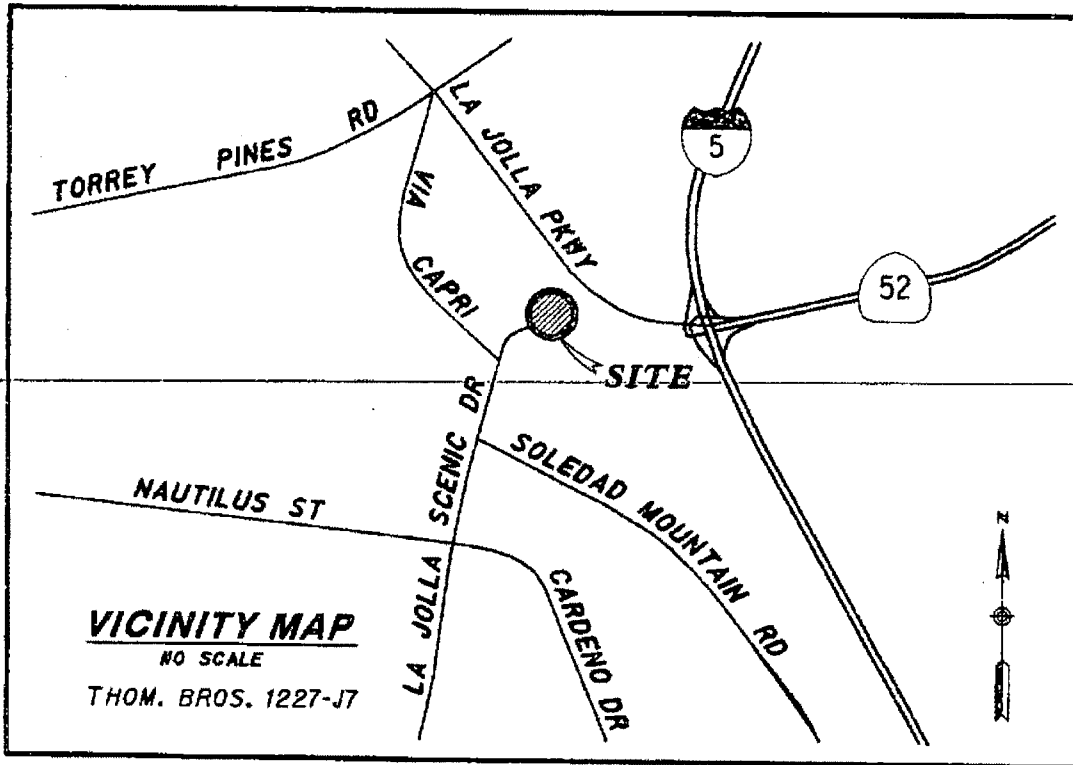 TORREY PINES RD
LA JOLLA PKWY
VIA CAPRI
5
52
SITE
LA JOLLA SCENIC DR
SOLEDAD MOUNTAIN RD
NAUTILUS ST
CARDENO DR
VICINITY MAP
NO SCALE
THOM. BROS. 1227-J7
N